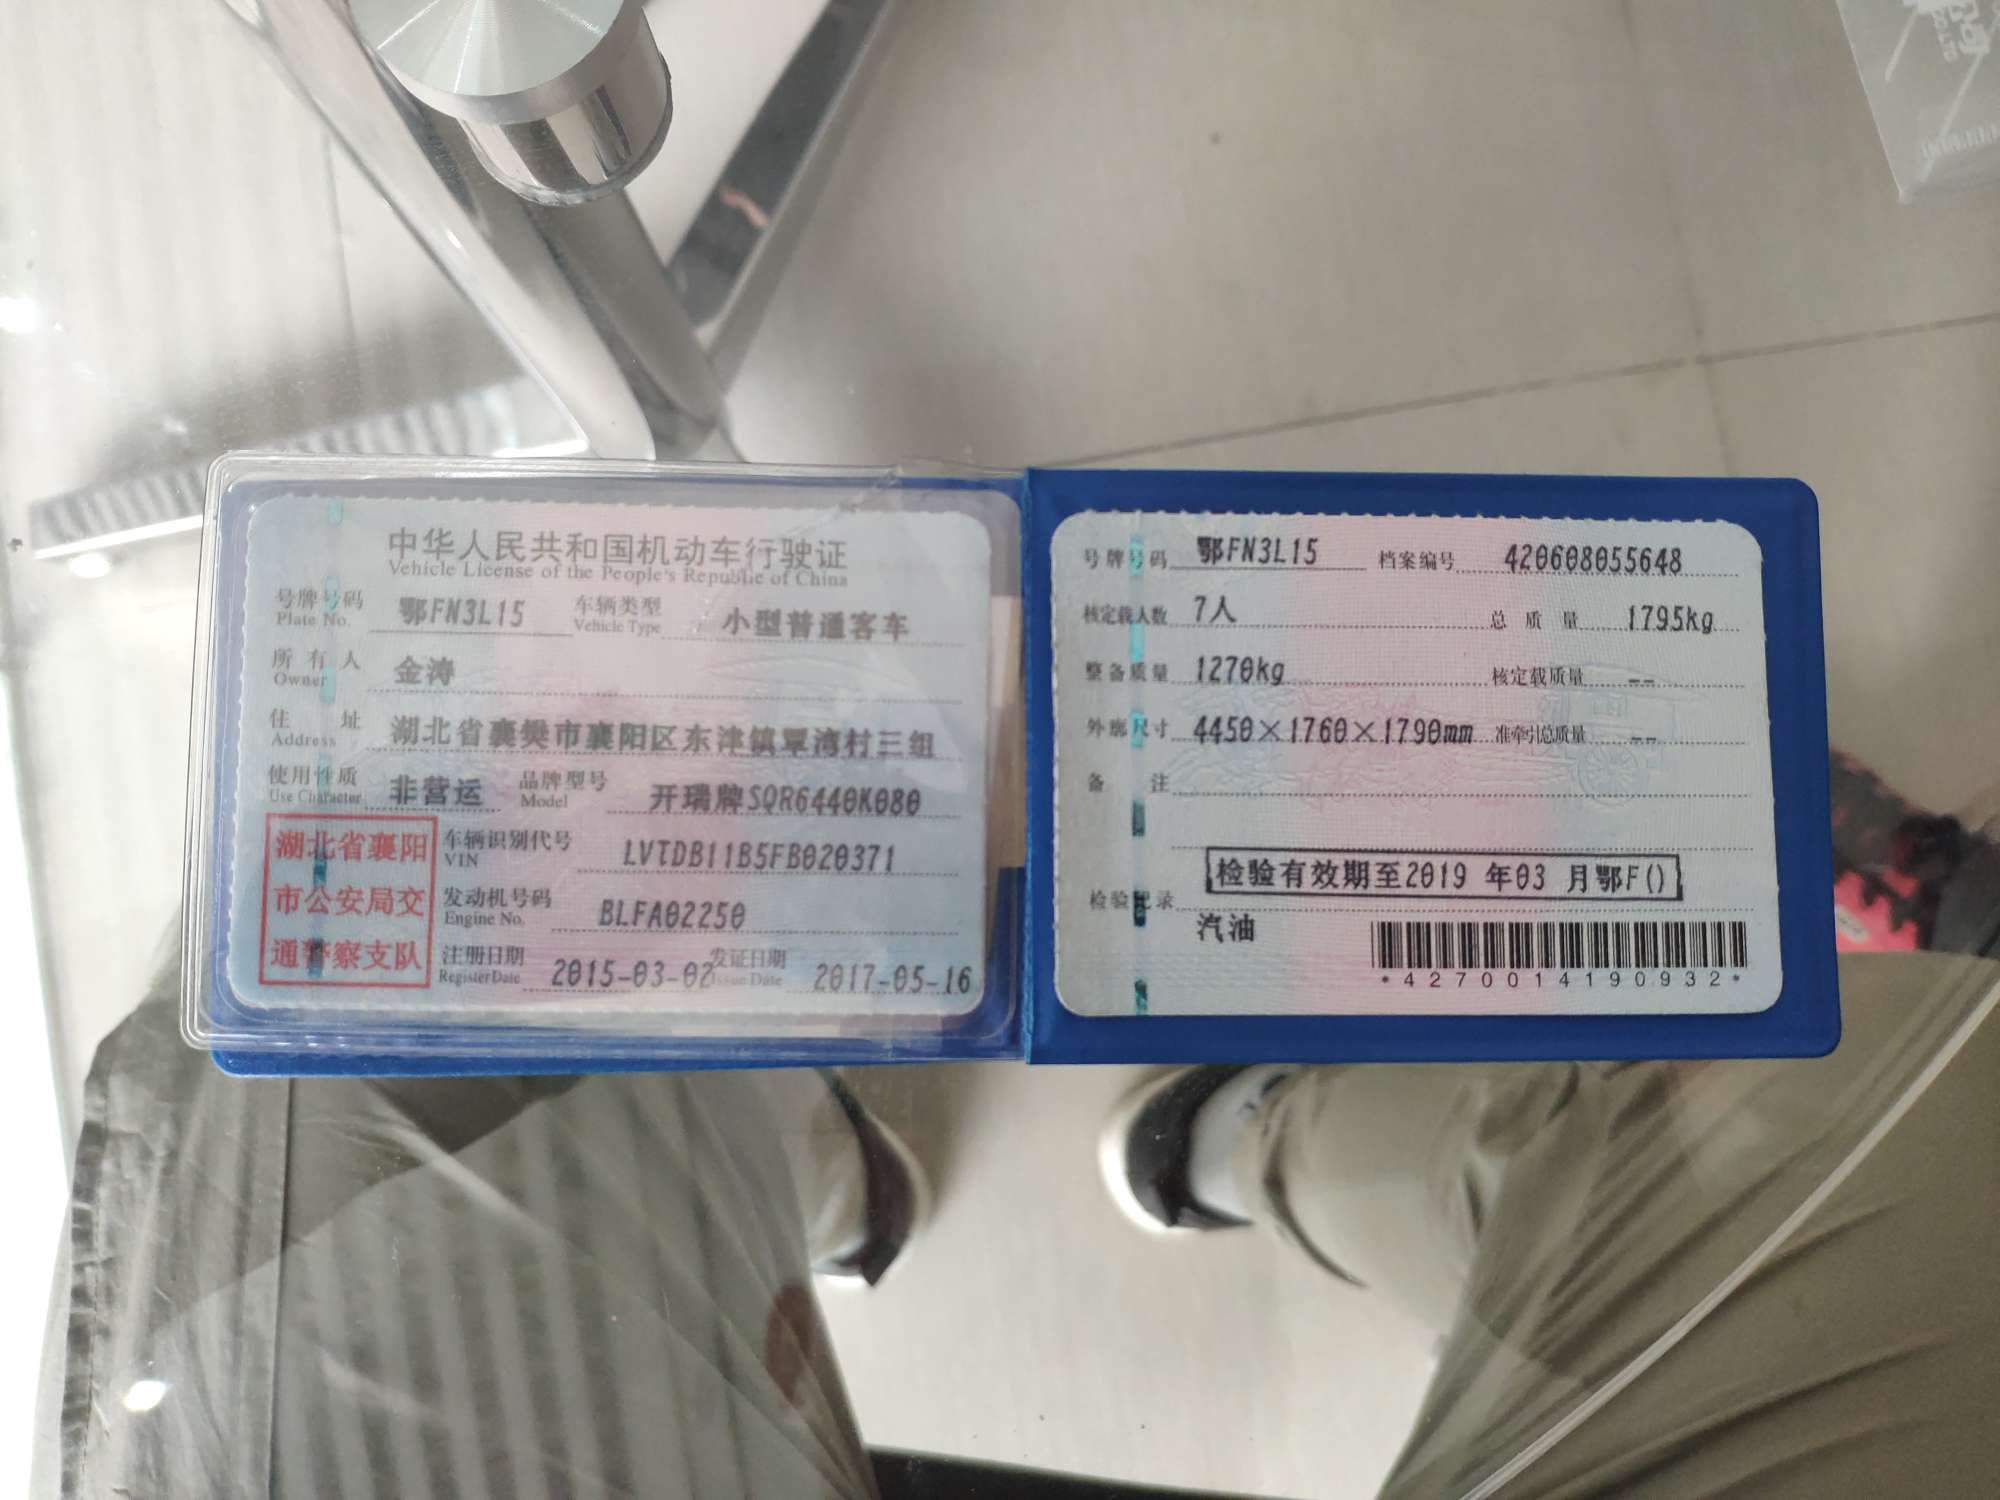 中华人民共和国机动车行驶证
Vehicle License of the People's Republic of China
号牌号码 鄂FN3L15 车辆类型 小型普通客车
Plate No. Vehicle Type
所有人 金涛
Owner
住址 湖北省襄樊市襄阳区东津镇覃湾村三组
Address
使用性质 非营运 品牌型号 开瑞牌SQR6440K080
Use Character Model
湖北省襄阳
市公安局交
通警察支队
车辆识别代号 LVTDB11B5FB020371
VIN
发动机号码 BLFA02250
Engine No.
注册日期 2015-03-02 发证日期 2017-05-16
Register Date Issue Date
号牌号码 鄂FN3L15 档案编号 420608055648
核定载人数 7人 总质量 1795kg
整备质量 1270kg 核定载质量 --
外廓尺寸 4450×1760×1790mm 准牵引总质量 --
备注
检验有效期至2019 年03 月鄂F()
检验记录
汽油
*4270014190932*